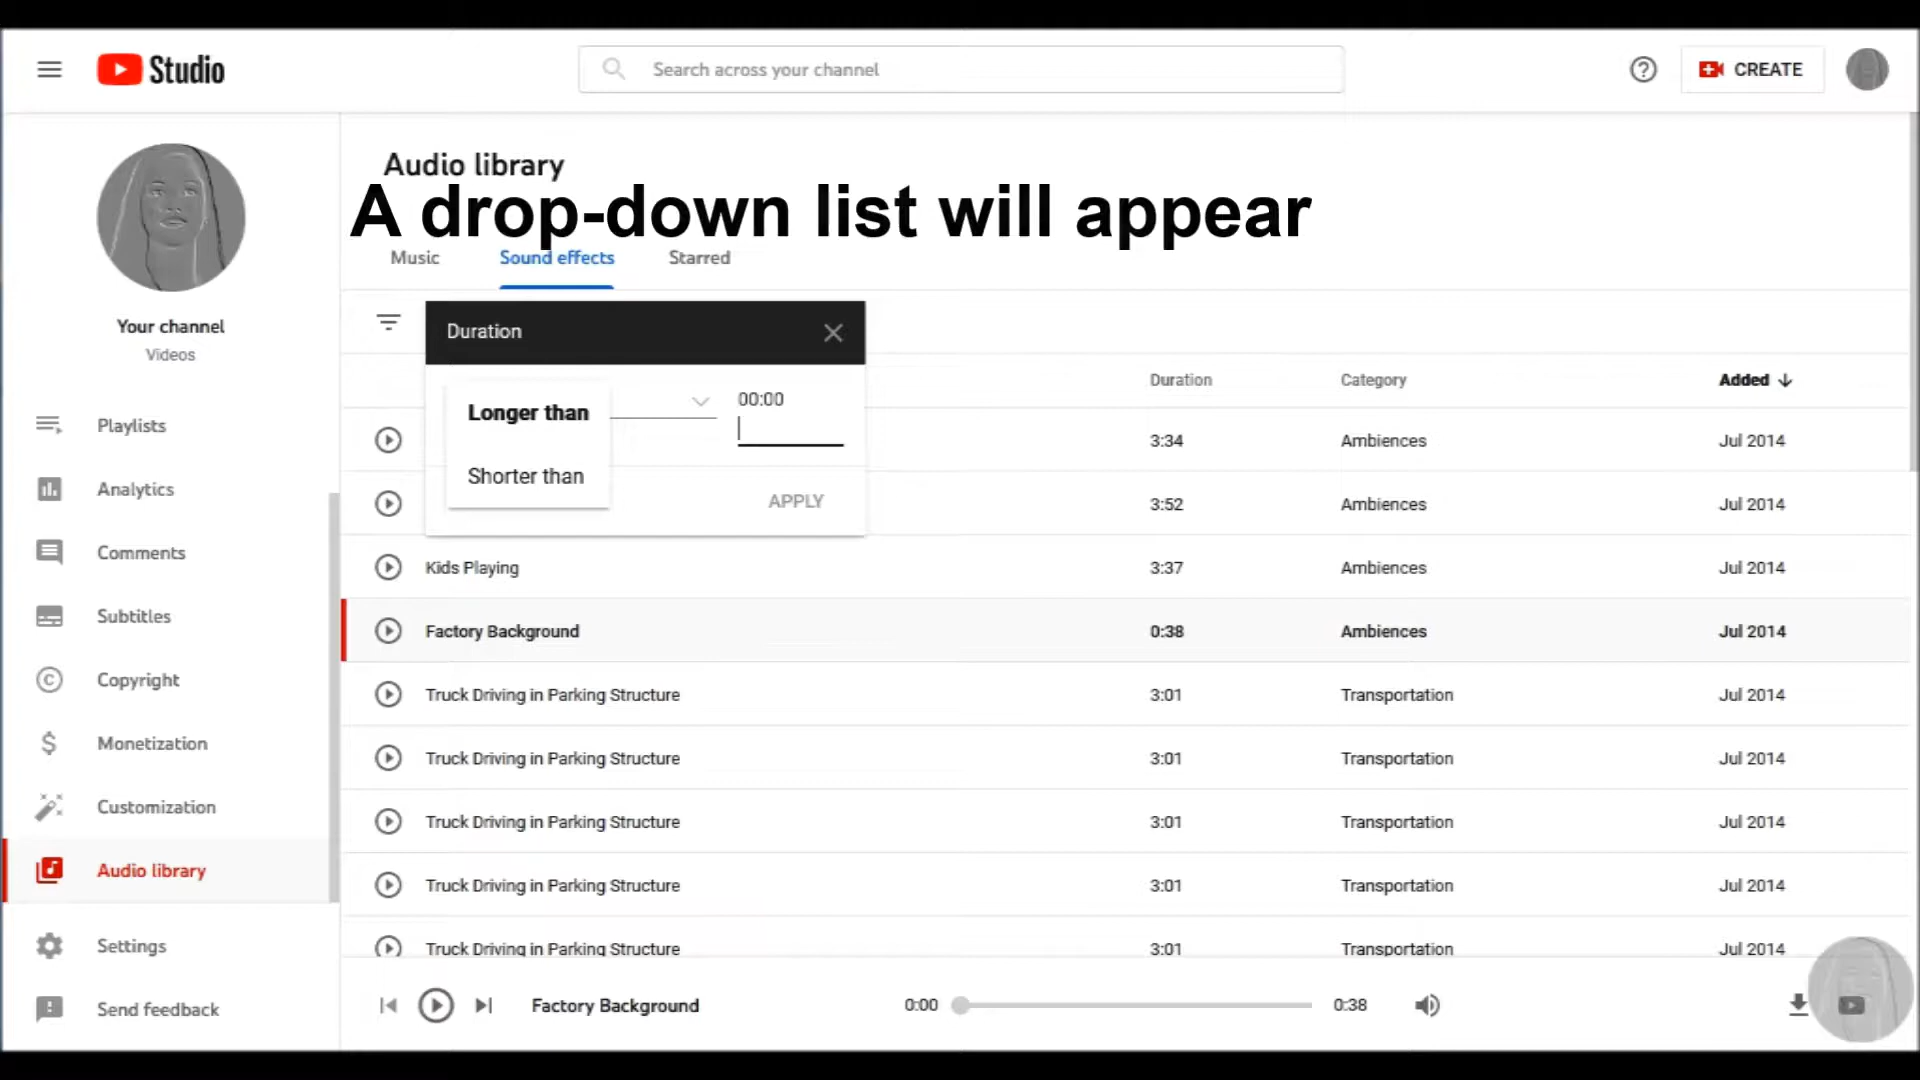 Studio
Search across your channel
CREATE
Audio library
A drop-down list will appear
Music
Sound effects
Starred
Your channel
Videos
Playlists
Analytics
Comments
Subtitles
Copyright
Monetization
Customization
Audio library
Settings
Send feedback
Duration
Longer than
Shorter than
00:00
APPLY
Duration Category Added
3:34 Ambiences Jul 2014
3:52 Ambiences Jul 2014
Kids Playing 3:37 Ambiences Jul 2014
Factory Background 0:38 Ambiences Jul 2014
Truck Driving in Parking Structure 3:01 Transportation Jul 2014
Truck Driving in Parking Structure 3:01 Transportation Jul 2014
Truck Driving in Parking Structure 3:01 Transportation Jul 2014
Truck Driving in Parking Structure 3:01 Transportation Jul 2014
Truck Driving in Parking Structure 3:01 Transportation Jul 2014
Factory Background 0:00 0:38